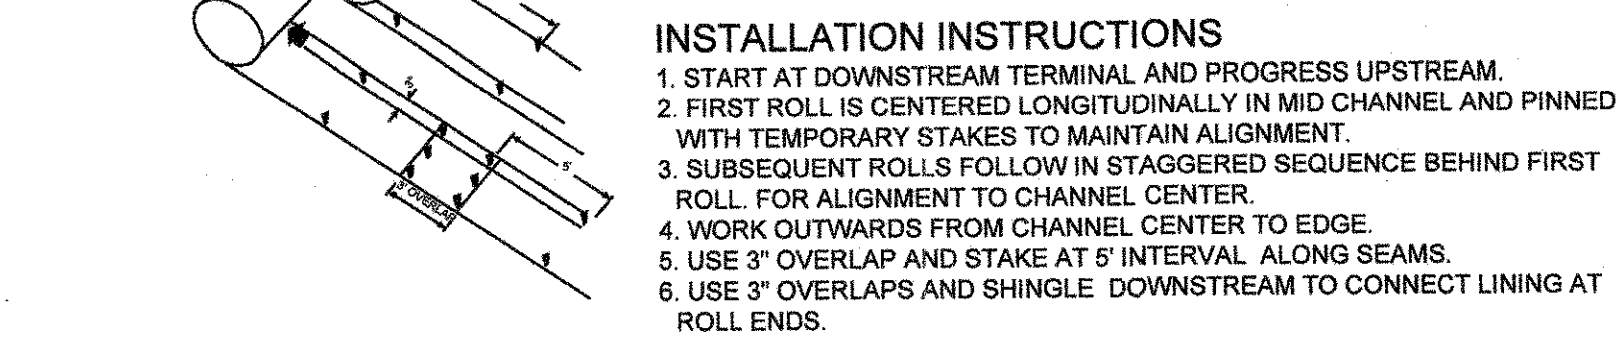 INSTALLATION INSTRUCTIONS
1. START AT DOWNSTREAM TERMINAL AND PROGRESS UPSTREAM.
2. FIRST ROLL IS CENTERED LONGITUDINALLY IN MID CHANNEL AND PINNED
WITH TEMPORARY STAKES TO MAINTAIN ALIGNMENT.
3. SUBSEQUENT ROLLS FOLLOW IN STAGGERED SEQUENCE BEHIND FIRST
ROLL. FOR ALIGNMENT TO CHANNEL CENTER.
4. WORK OUTWARDS FROM CHANNEL CENTER TO EDGE.
5. USE 3" OVERLAP AND STAKE AT 5' INTERVAL ALONG SEAMS.
6. USE 3" OVERLAPS AND SHINGLE DOWNSTREAM TO CONNECT LINING AT
ROLL ENDS.
5'
3" OVERLAP